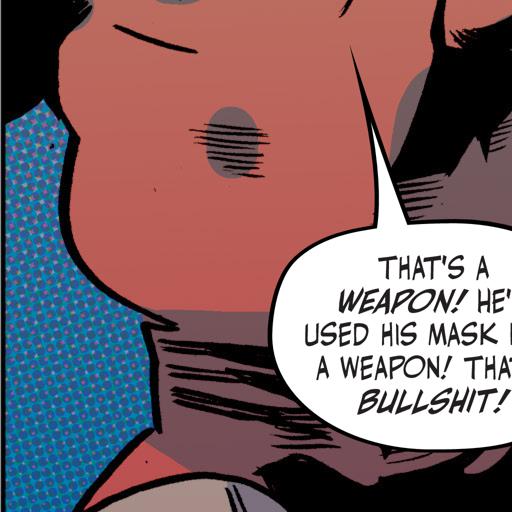 THAT'S A
WEAPON! HE'
USED HIS MASK
A WEAPON! THAT
BULLSHIT!